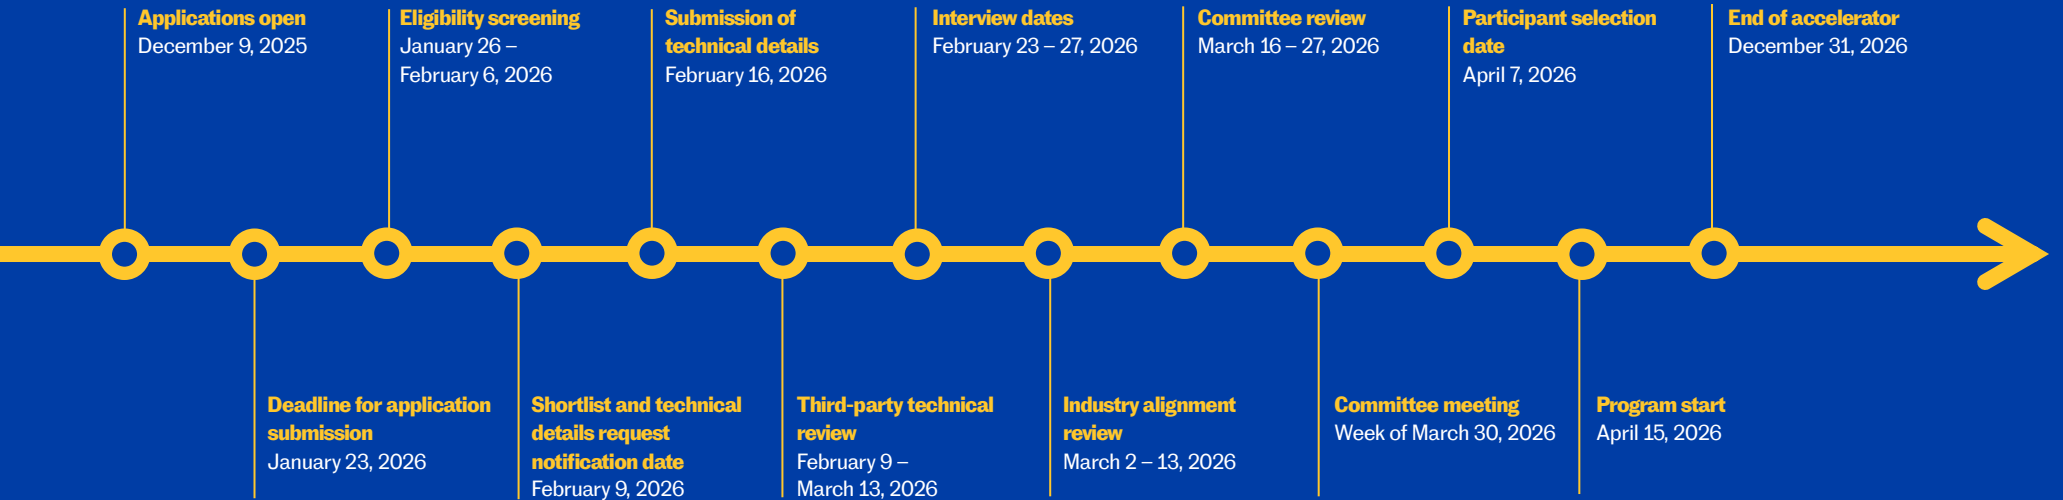 Applications open
December 9, 2025
Eligibility screening
January 26 –
February 6, 2026
Submission of
technical details
February 16, 2026
Interview dates
February 23 – 27, 2026
Committee review
March 16 – 27, 2026
Participant selection
date
April 7, 2026
End of accelerator
December 31, 2026
Deadline for application
submission
January 23, 2026
Shortlist and technical
details request
notification date
February 9, 2026
Third-party technical
review
February 9 –
March 13, 2026
Industry alignment
review
March 2 – 13, 2026
Committee meeting
Week of March 30, 2026
Program start
April 15, 2026